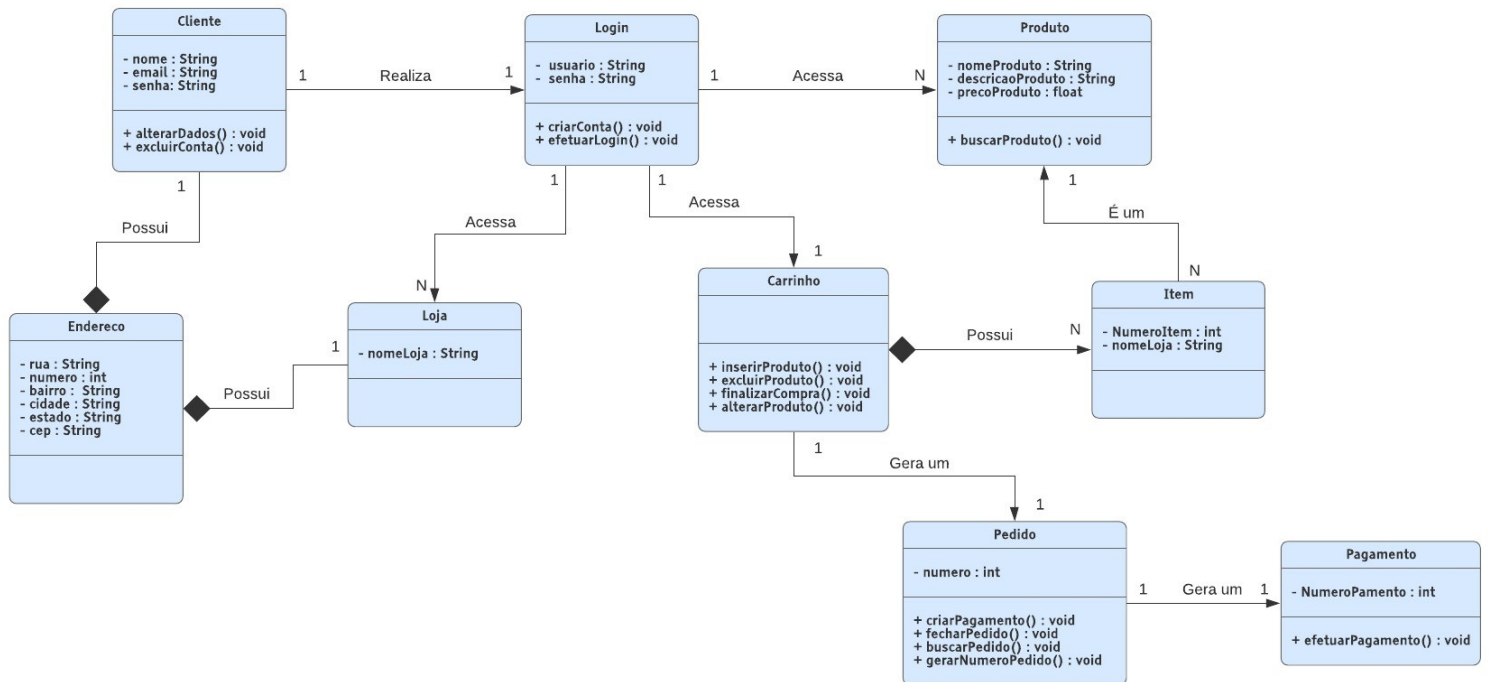 Cliente
- nome : String
- email : String
- senha: String
+ alterarDados() : void
+ excluirConta() : void
1
Realiza
1
Login
- usuario : String
- senha : String
+ criarConta() : void
+ efetuarLogin() : void
1
Acessa
N
Produto
- nomeProduto : String
- descricaoProduto : String
- precoProduto : float
+ buscarProduto() : void
1
Possui
1
Acessa
N
1
Acessa
1
1
É um
N
Endereco
- rua : String
- numero : int
- bairro : String
- cidade : String
- estado : String
- cep : String
Possui
1
Loja
- nomeLoja : String
Carrinho
+ inserirProduto() : void
+ excluirProduto() : void
+ finalizarCompra() : void
+ alterarProduto() : void
Possui
N
Item
- NumeroItem : int
- nomeLoja : String
1
Gera um
1
Pedido
- numero : int
+ criarPagamento() : void
+ fecharPedido() : void
+ buscarPedido() : void
+ gerarNumeroPedido() : void
1
Gera um
1
Pagamento
- NumeroPamento : int
+ efetuarPagamento() : void